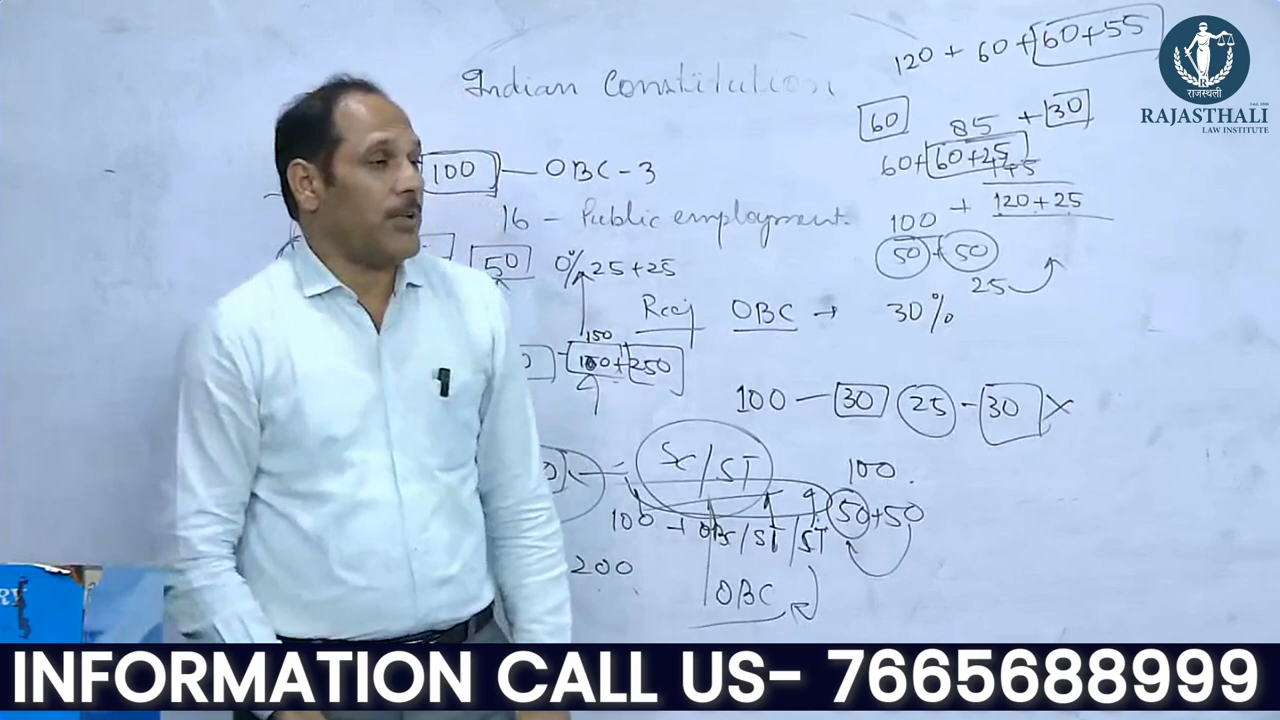 120 + 60 + 60+55
राजस्थली
RAJASTHALI
LAW INSTITUTE
Indian Constitution
60
85 + 30
60+ 60+25
45
100 — OBC - 3
100 + 120+25
16 - Public employment
50 + 50
25
50 0% 25+25
Raj OBC → 30%
150
100+250
100 — 30 25 - 30 ×
SC/ST
100
50+50
100 → OBC/ST/ST
200
OBC
INFORMATION CALL US- 7665688999